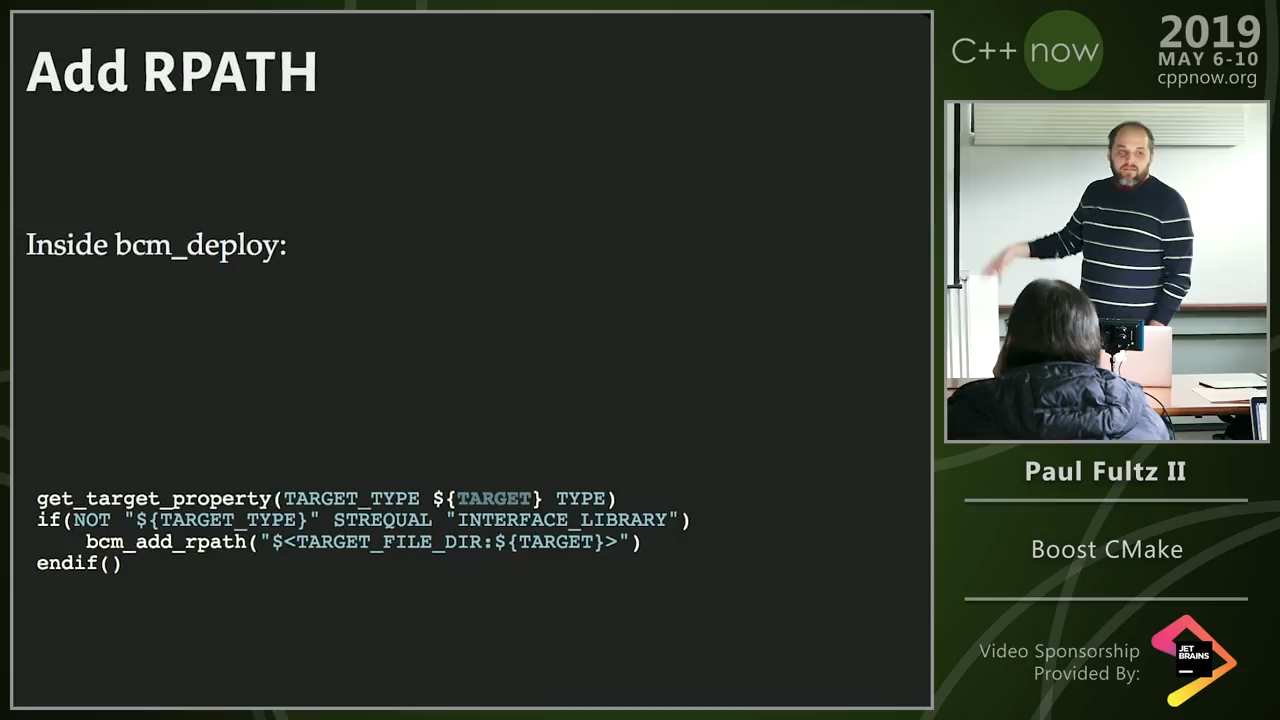 Add RPATH
Inside bcm_deploy:
get_target_property(TARGET_TYPE ${TARGET} TYPE)
if(NOT "${TARGET_TYPE}" STREQUAL "INTERFACE_LIBRARY")
    bcm_add_rpath("$<TARGET_FILE_DIR:${TARGET}>")
endif()
C++ now
2019
MAY 6-10
cppnow.org
Paul Fultz II
Boost CMake
Video Sponsorship
Provided By:
JET
BRAINS